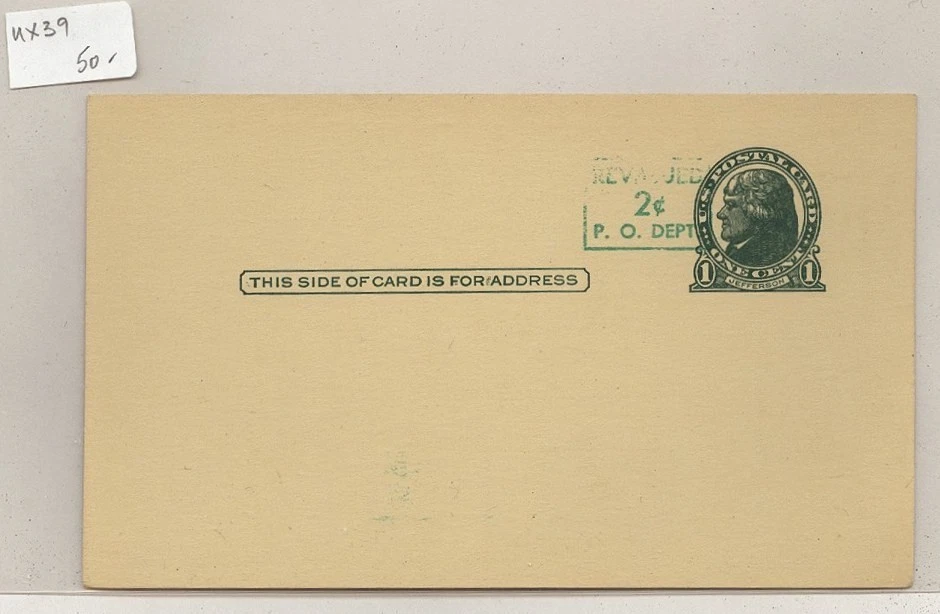 UX39
50.-
REVALUED
2¢
P. O. DEPT
U.S. POSTAL CARD
ONE CENT
1 JEFFERSON 1
THIS SIDE OF CARD IS FOR ADDRESS